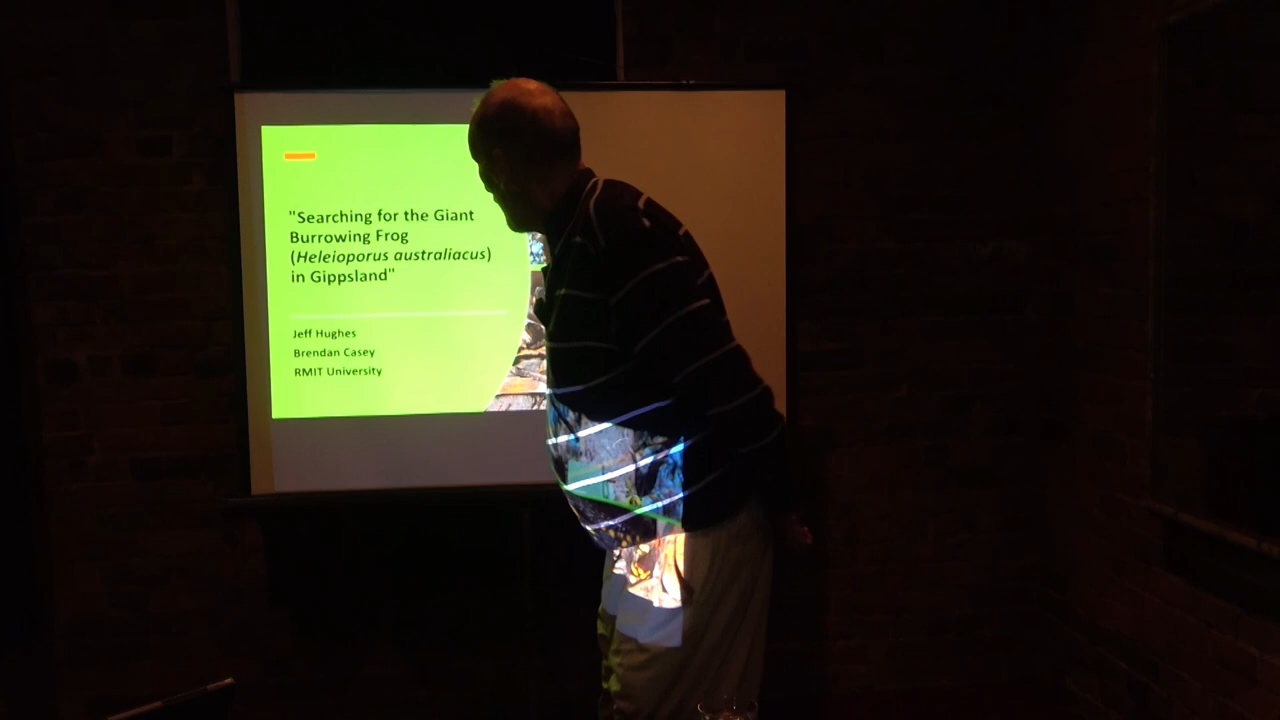 "Searching for the Giant
Burrowing Frog
(Heleioporus australiacus)
in Gippsland"
Jeff Hughes
Brendan Casey
RMIT University